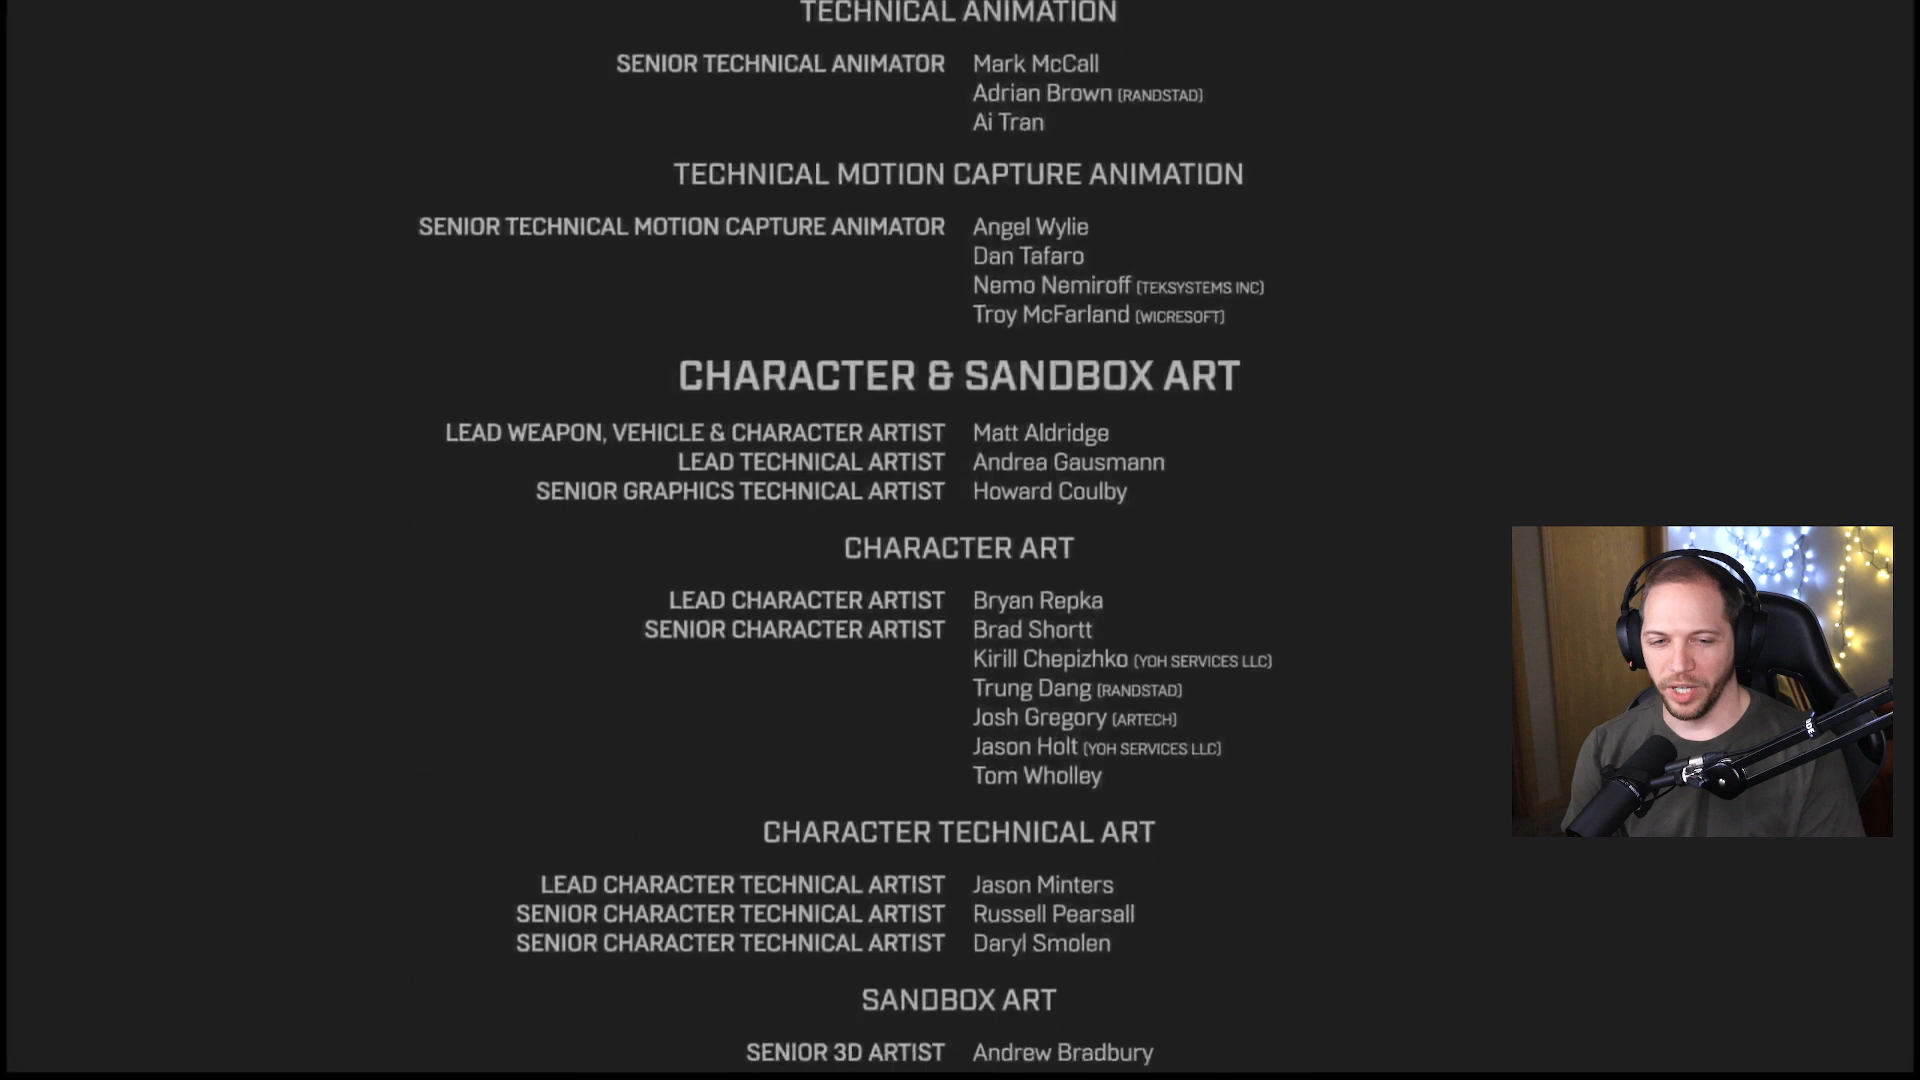 TECHNICAL ANIMATION
SENIOR TECHNICAL ANIMATOR Mark McCall
Adrian Brown (RANDSTAD)
Ai Tran
TECHNICAL MOTION CAPTURE ANIMATION
SENIOR TECHNICAL MOTION CAPTURE ANIMATOR Angel Wylie
Dan Tafaro
Nemo Nemiroff (TEKSYSTEMS INC)
Troy McFarland (WICRESOFT)
CHARACTER & SANDBOX ART
LEAD WEAPON, VEHICLE & CHARACTER ARTIST Matt Aldridge
LEAD TECHNICAL ARTIST Andrea Gausmann
SENIOR GRAPHICS TECHNICAL ARTIST Howard Coulby
CHARACTER ART
LEAD CHARACTER ARTIST Bryan Repka
SENIOR CHARACTER ARTIST Brad Shortt
Kirill Chepizhko (YOH SERVICES LLC)
Trung Dang (RANDSTAD)
Josh Gregory (ARTECH)
Jason Holt (YOH SERVICES LLC)
Tom Wholley
CHARACTER TECHNICAL ART
LEAD CHARACTER TECHNICAL ARTIST Jason Minters
SENIOR CHARACTER TECHNICAL ARTIST Russell Pearsall
SENIOR CHARACTER TECHNICAL ARTIST Daryl Smolen
SANDBOX ART
SENIOR 3D ARTIST Andrew Bradbury